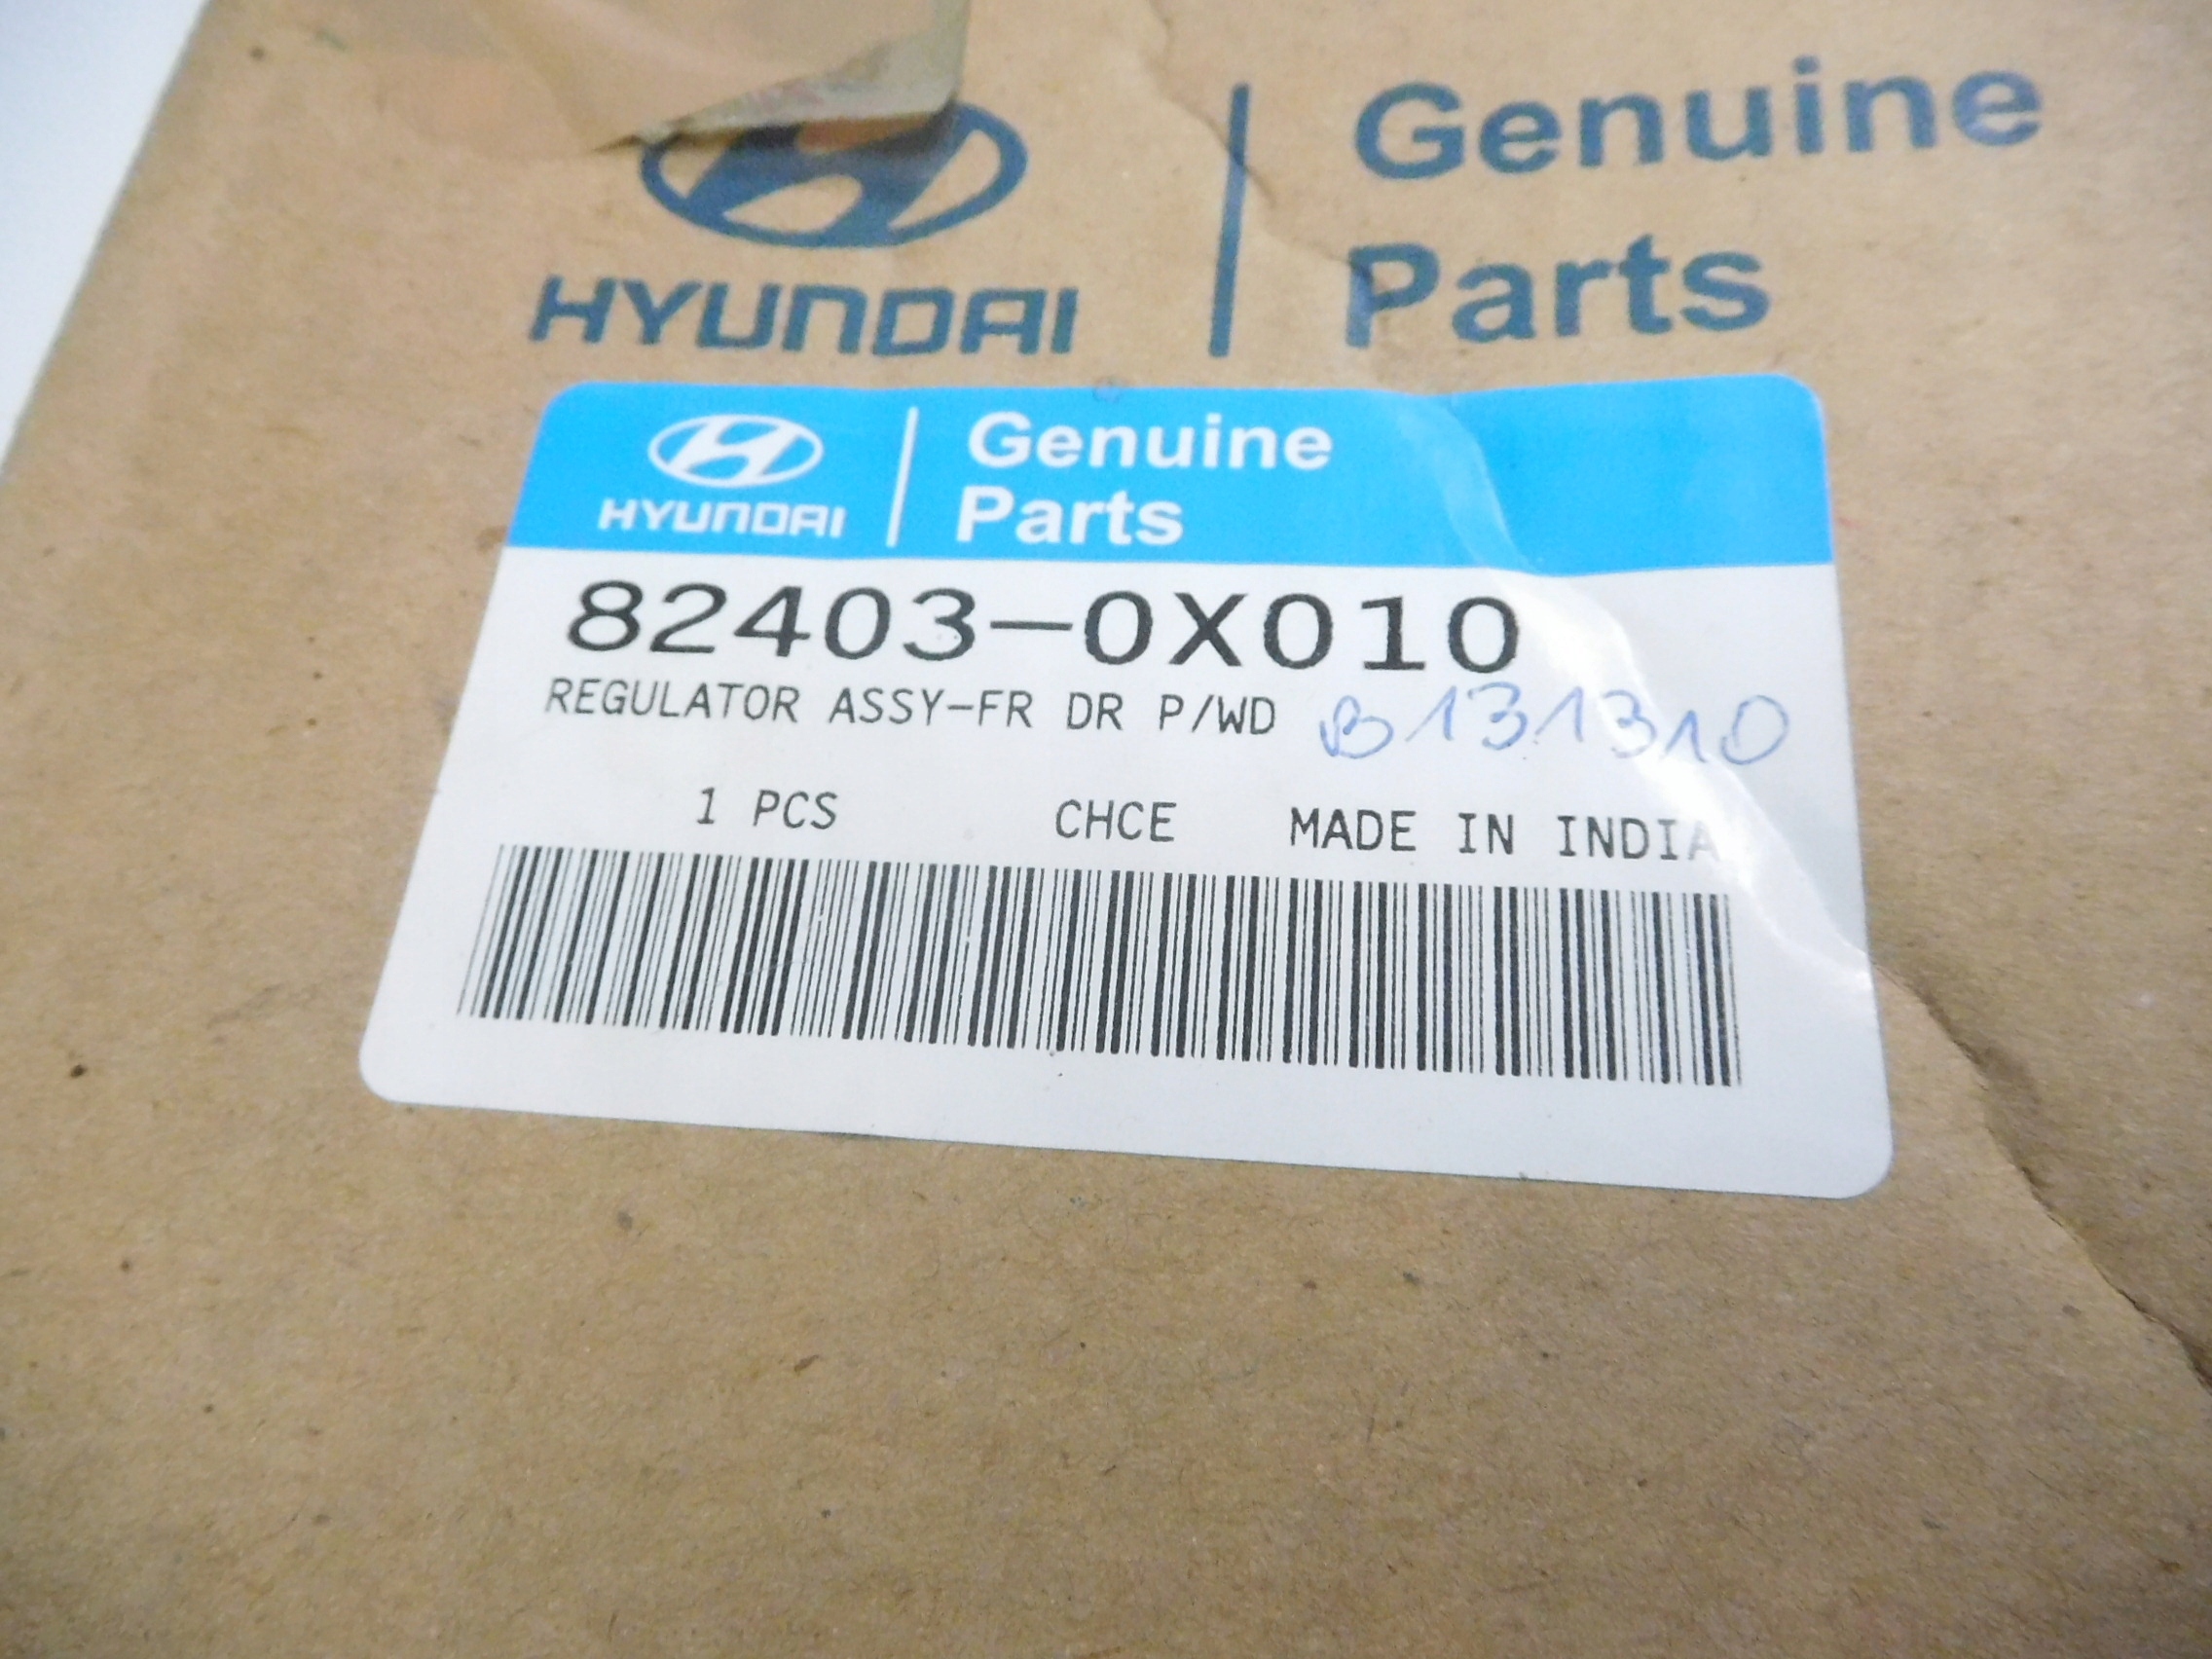 HYUNDAI
Genuine
Parts
HYUNDAI
Genuine
Parts
82403-0X010
REGULATOR ASSY-FR DR P/WD
B131310
1 PCS CHCE MADE IN INDIA